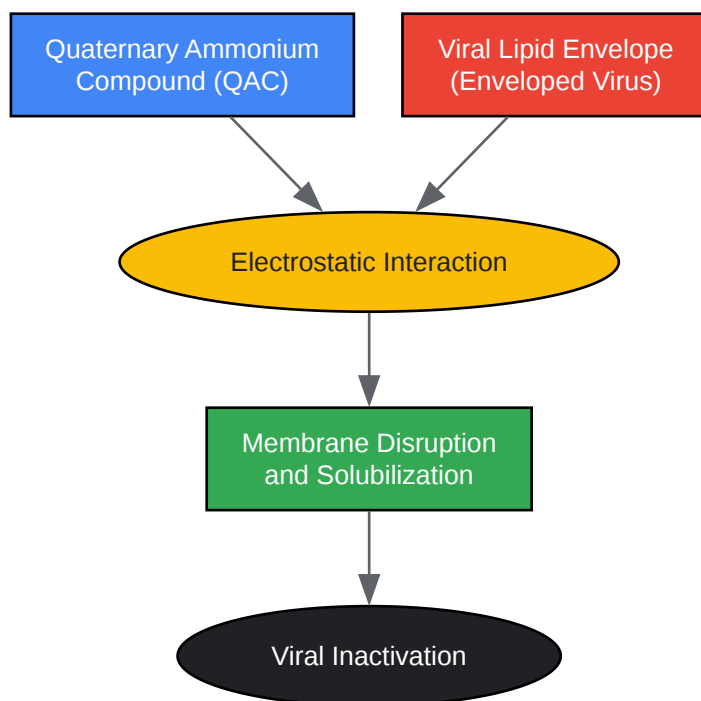 Quaternary Ammonium
Compound (QAC)
Viral Lipid Envelope
(Enveloped Virus)
Electrostatic Interaction
Membrane Disruption
and Solubilization
Viral Inactivation